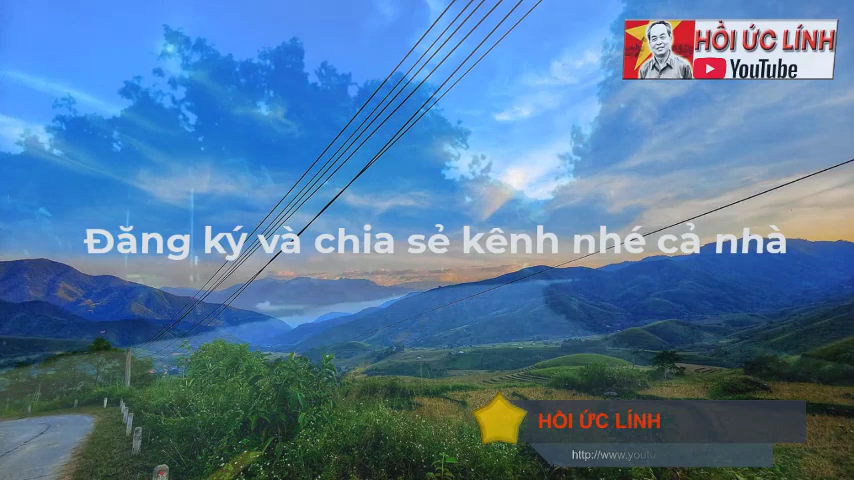 HỒI ỨC LÍNH
YouTube
Đăng ký và chia sẻ kênh nhé cả nhà
HỒI ỨC LÍNH
http://www.youtu